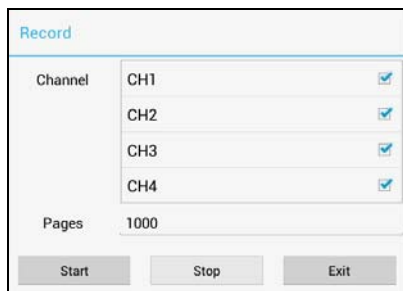 Record
Channel CH1
CH2
CH3
CH4
Pages 1000
Start Stop Exit